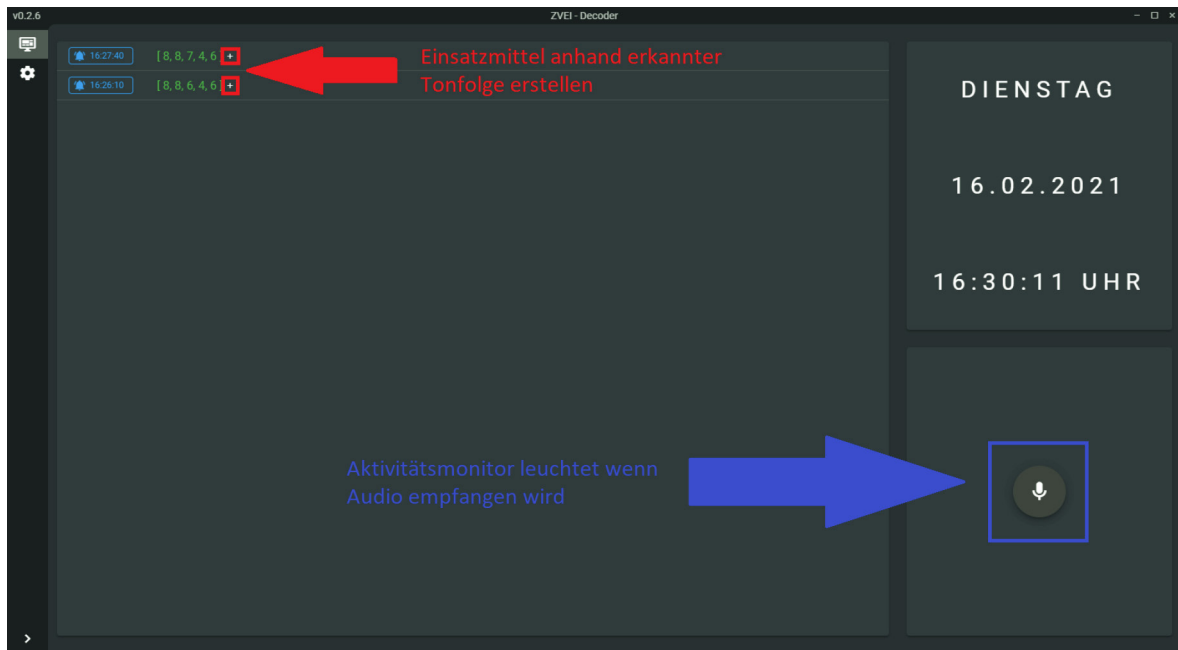 v0.2.6
ZVEI - Decoder
16:27:40 [ 8, 8, 7, 4, 6 ] +
16:26:10 [ 8, 8, 6, 4, 6 ] +
Einsatzmittel anhand erkannter
Tonfolge erstellen
DIENSTAG
16.02.2021
16:30:11 UHR
Aktivitätsmonitor leuchtet wenn
Audio empfangen wird